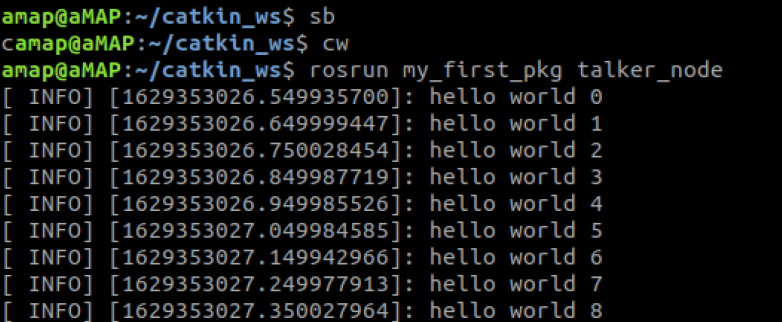 amap@aMAP:~/catkin_ws$ sb
camap@aMAP:~/catkin_ws$ cw
amap@aMAP:~/catkin_ws$ rosrun my_first_pkg talker_node
[ INFO] [1629353026.549935700]: hello world 0
[ INFO] [1629353026.649999447]: hello world 1
[ INFO] [1629353026.750028454]: hello world 2
[ INFO] [1629353026.849987719]: hello world 3
[ INFO] [1629353026.949985526]: hello world 4
[ INFO] [1629353027.049984585]: hello world 5
[ INFO] [1629353027.149942966]: hello world 6
[ INFO] [1629353027.249977913]: hello world 7
[ INFO] [1629353027.350027964]: hello world 8